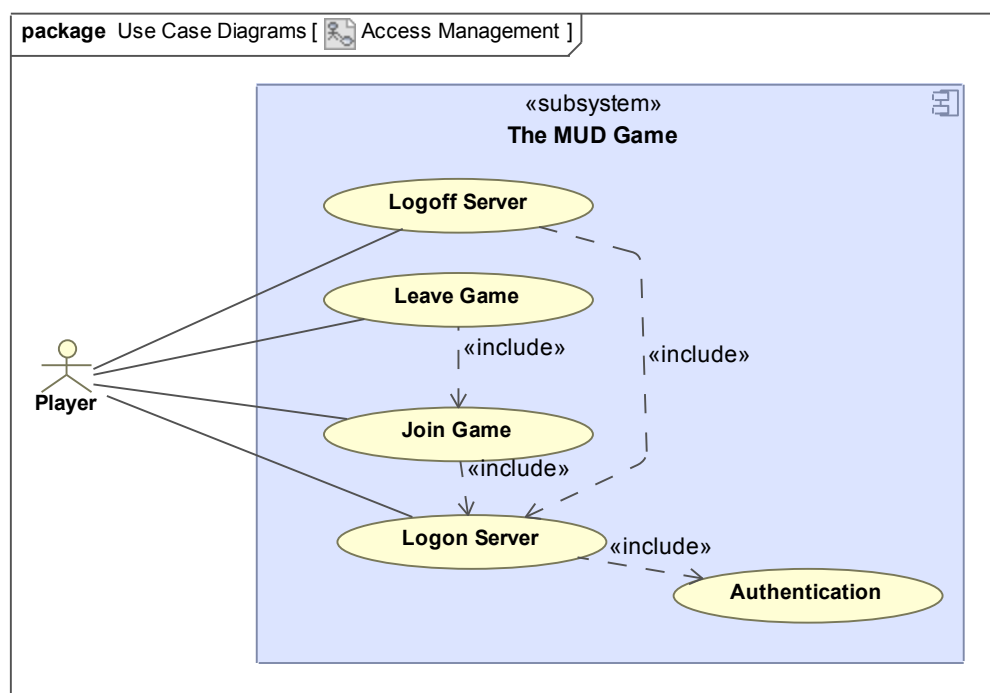 package Use Case Diagrams [ Access Management ]
«subsystem»
The MUD Game
Logoff Server
Leave Game
«include»
«include»
Player
Join Game
«include»
Logon Server
«include»
Authentication